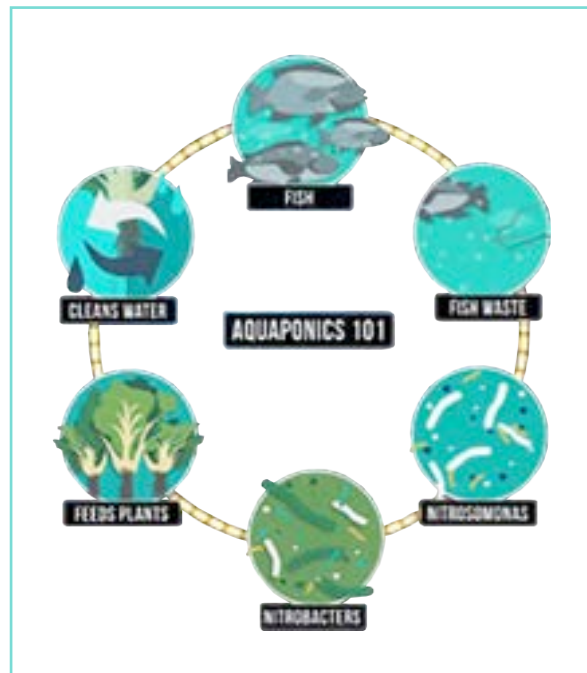 FISH
FISH WASTE
NITROSOMONAS
NITROBACTERS
FEEDS PLANTS
CLEANS WATER
AQUAPONICS 101